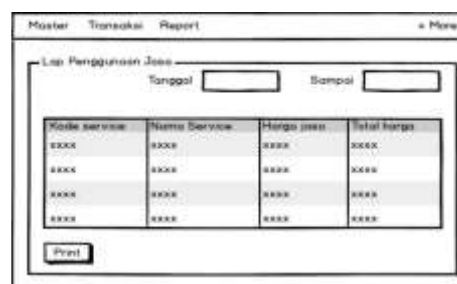 Master Transaksi Report + More
Lap Penggunaan Jasa
Tanggal Sampai
Kode service Nama Service Harga jasa Total harga
xxxx xxxx xxxx xxxx
xxxx xxxx xxxx xxxx
xxxx xxxx xxxx xxxx
xxxx xxxx xxxx xxxx
Print